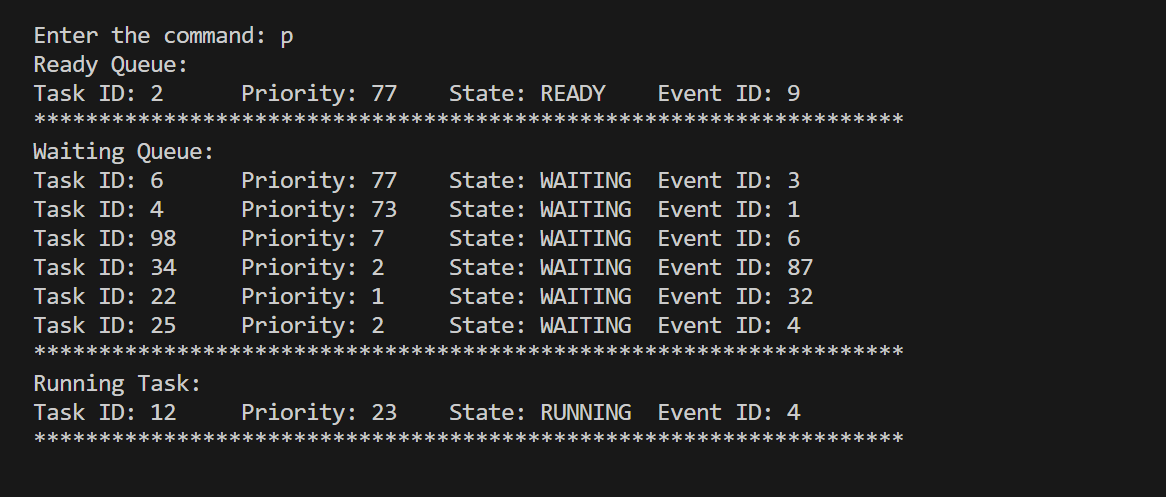 Enter the command: p
Ready Queue:
Task ID: 2      Priority: 77    State: READY    Event ID: 9
*******************************************************************
Waiting Queue:
Task ID: 6      Priority: 77    State: WAITING  Event ID: 3
Task ID: 4      Priority: 73    State: WAITING  Event ID: 1
Task ID: 98     Priority: 7     State: WAITING  Event ID: 6
Task ID: 34     Priority: 2     State: WAITING  Event ID: 87
Task ID: 22     Priority: 1     State: WAITING  Event ID: 32
Task ID: 25     Priority: 2     State: WAITING  Event ID: 4
*******************************************************************
Running Task:
Task ID: 12     Priority: 23    State: RUNNING  Event ID: 4
*******************************************************************